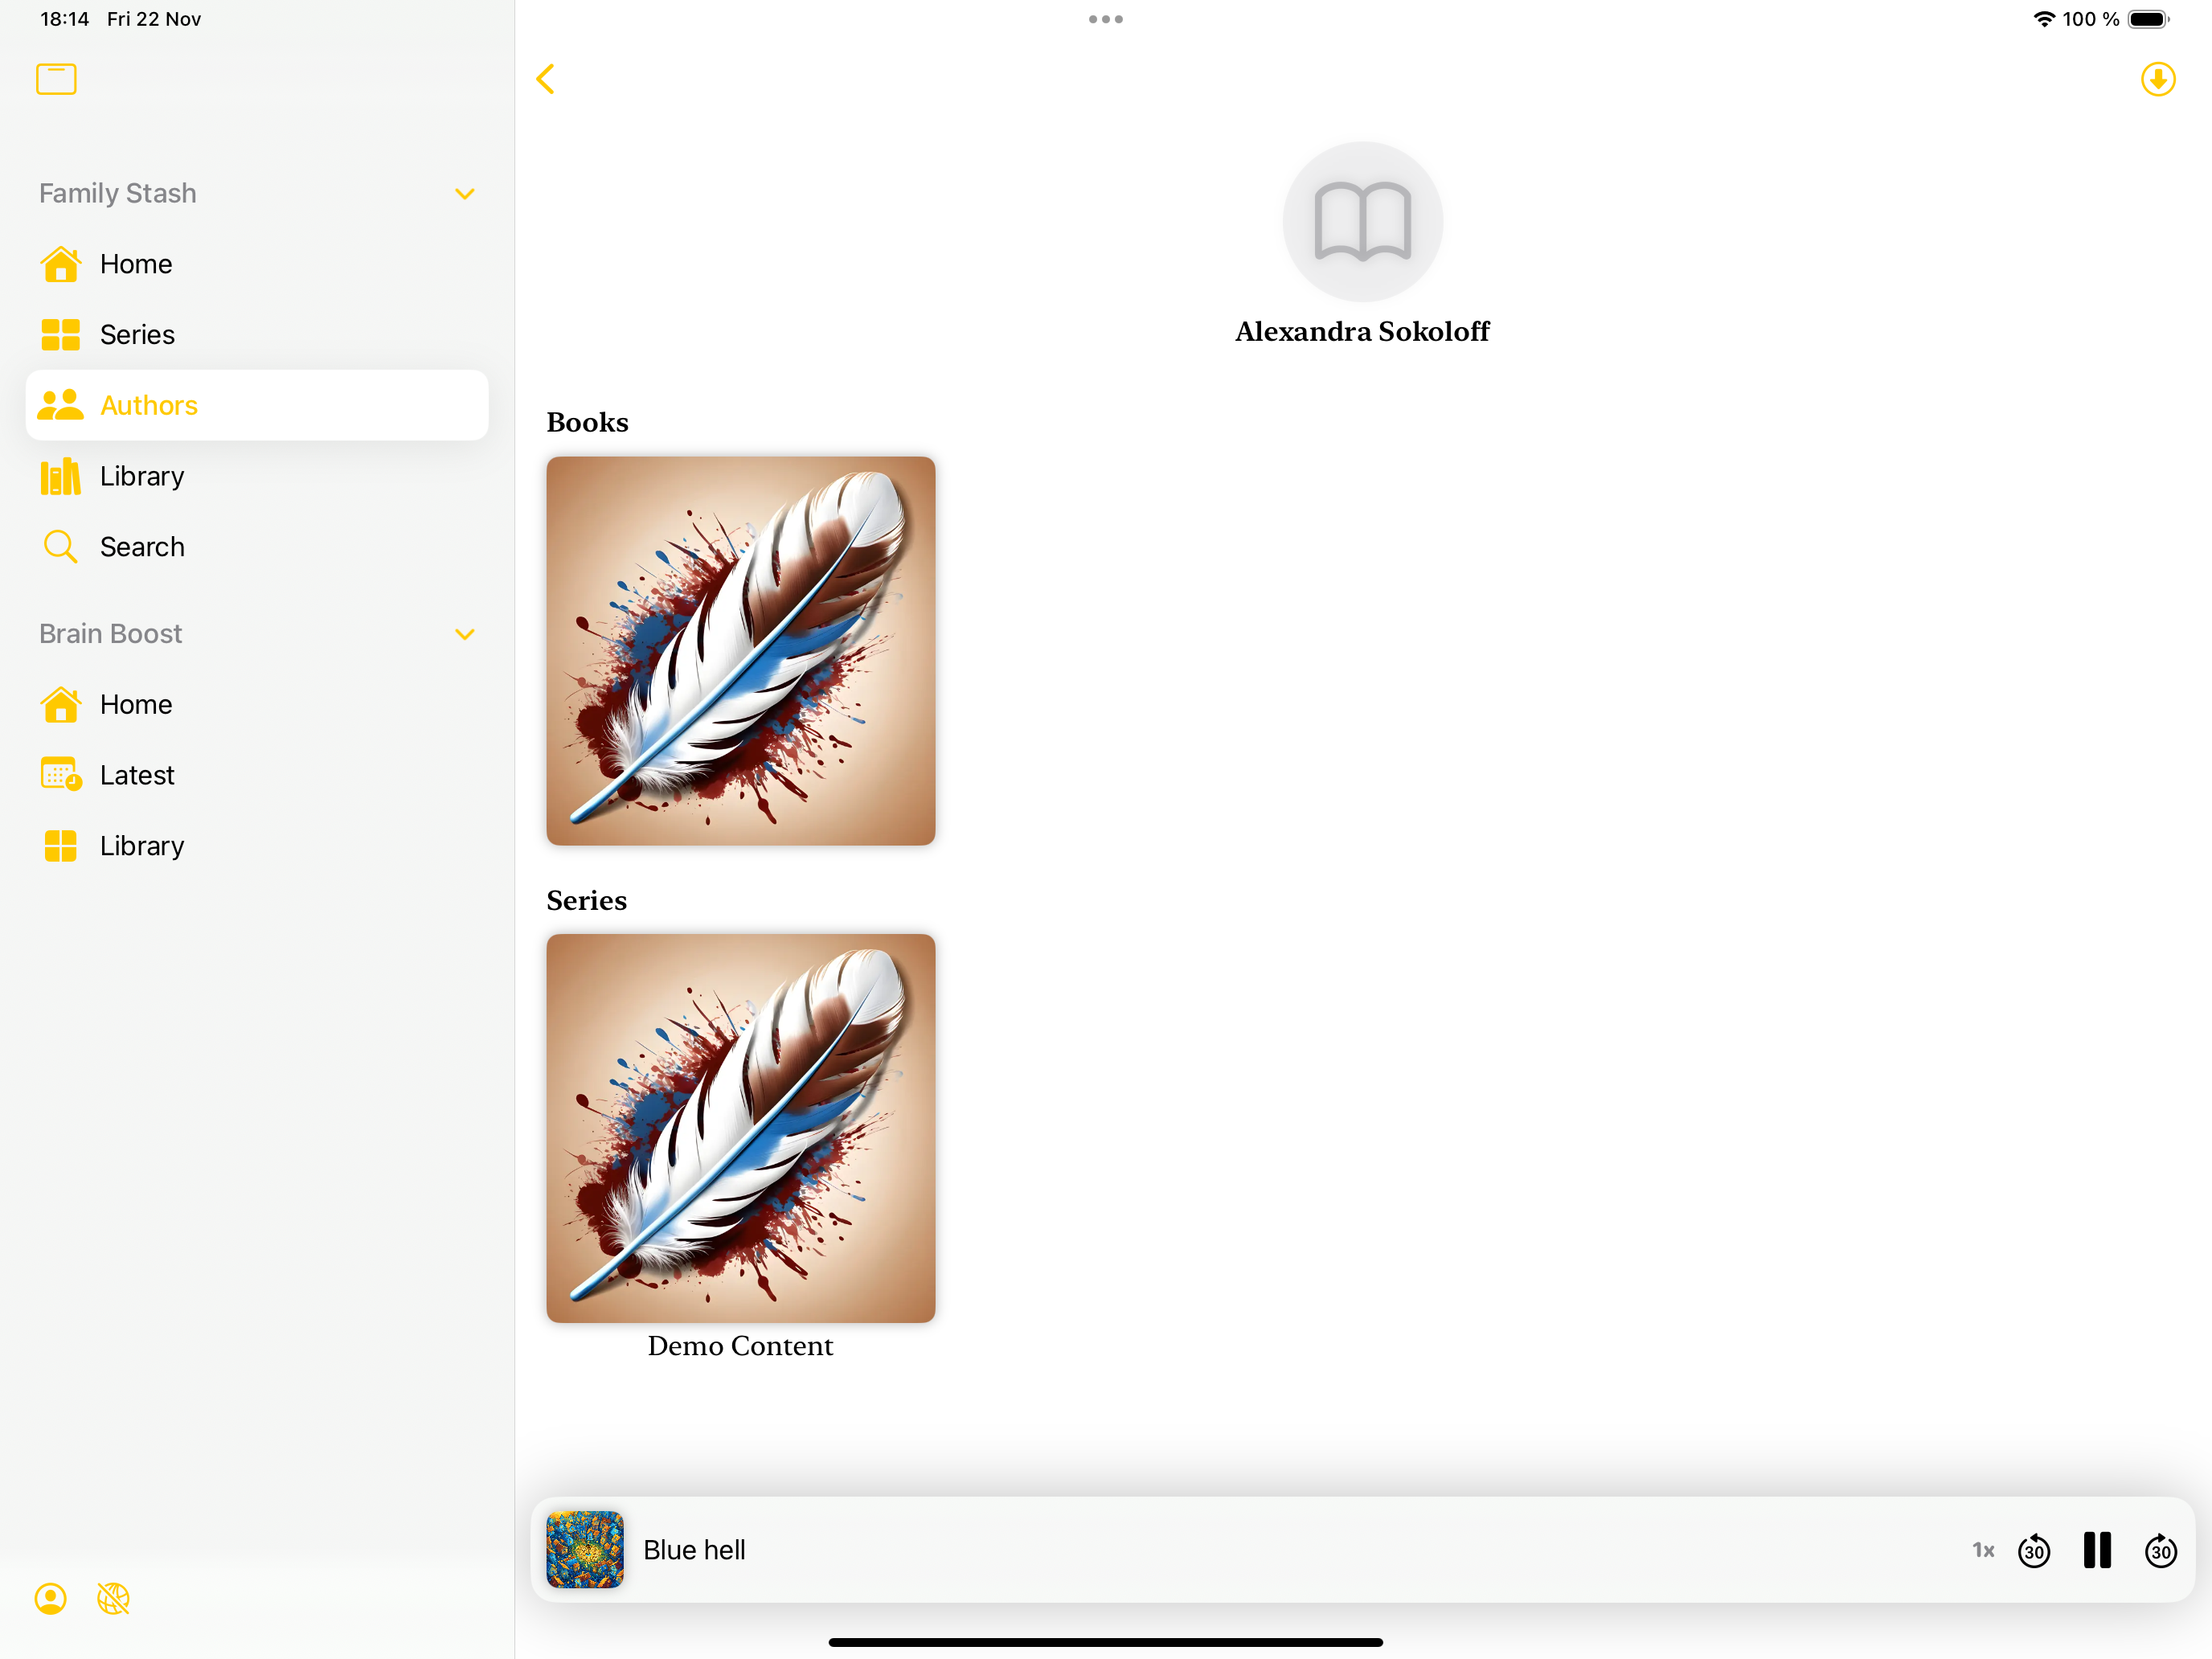 18:14 Fri 22 Nov
100 %
Family Stash
Home
Series
Authors
Library
Search
Brain Boost
Home
Latest
Library
Alexandra Sokoloff
Books
Series
Demo Content
Blue hell
1x
30
30